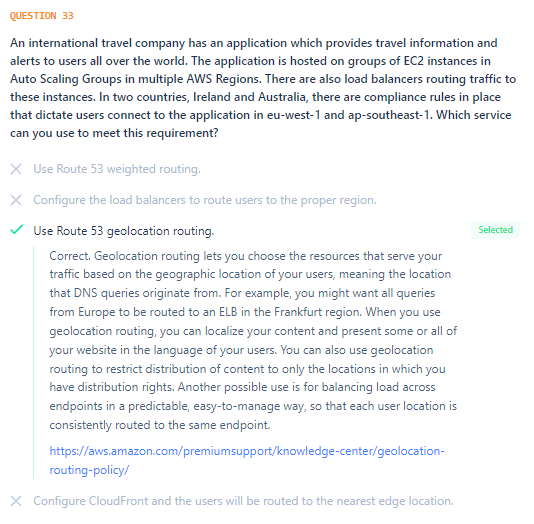 QUESTION 33
An international travel company has an application which provides travel information and
alerts to users all over the world. The application is hosted on groups of EC2 instances in
Auto Scaling Groups in multiple AWS Regions. There are also load balancers routing traffic to
these instances. In two countries, Ireland and Australia, there are compliance rules in place
that dictate users connect to the application in eu-west-1 and ap-southeast-1. Which service
can you use to meet this requirement?
Use Route 53 weighted routing.
Configure the load balancers to route users to the proper region.
Use Route 53 geolocation routing.
Selected
Correct. Geolocation routing lets you choose the resources that serve your
traffic based on the geographic location of your users, meaning the location
that DNS queries originate from. For example, you might want all queries
from Europe to be routed to an ELB in the Frankfurt region. When you use
geolocation routing, you can localize your content and present some or all of
your website in the language of your users. You can also use geolocation
routing to restrict distribution of content to only the locations in which you
have distribution rights. Another possible use is for balancing load across
endpoints in a predictable, easy-to-manage way, so that each user location is
consistently routed to the same endpoint.
https://aws.amazon.com/premiumsupport/knowledge-center/geolocation-
routing-policy/
Configure CloudFront and the users will be routed to the nearest edge location.